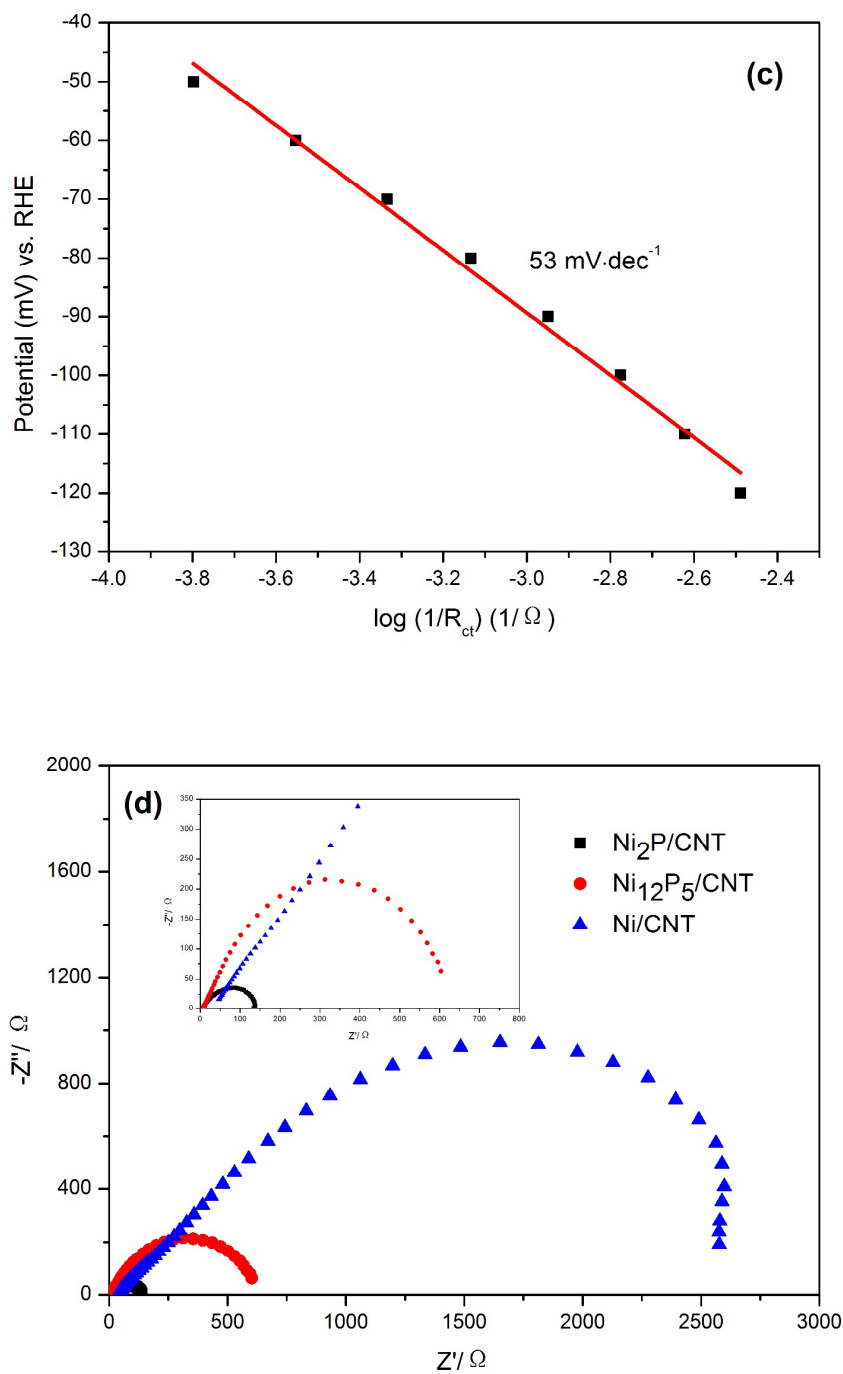 (c)
-40
-50
-60
-70
-80
-90
-100
-110
-120
-130
Potential (mV) vs. RHE
53 mV·dec⁻¹
-4.0 -3.8 -3.6 -3.4 -3.2 -3.0 -2.8 -2.6 -2.4
log (1/Rct) (1/Ω)
(d)
2000
1600
1200
800
400
0
-Z''/ Ω
350
300
250
200
150
100
50
0
-Z''/ Ω
0 100 200 300 400 500 600 700 800
Z'/ Ω
Ni₂P/CNT
Ni₁₂P₅/CNT
Ni/CNT
0 500 1000 1500 2000 2500 3000
Z'/ Ω